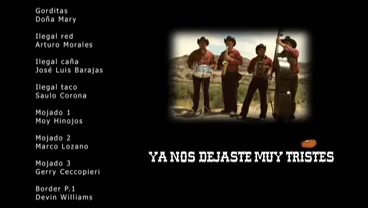 Gorditas
Doña Mary
Ilegal red
Arturo Morales
Ilegal caña
José Luis Barajas
Ilegal taco
Saulo Corona
Mojado 1
Moy Hinojos
Mojado 2
Marco Lozano
Mojado 3
Gerry Ceccopieri
Border P.1
Devin Williams
YA NOS DEJASTE MUY TRISTES